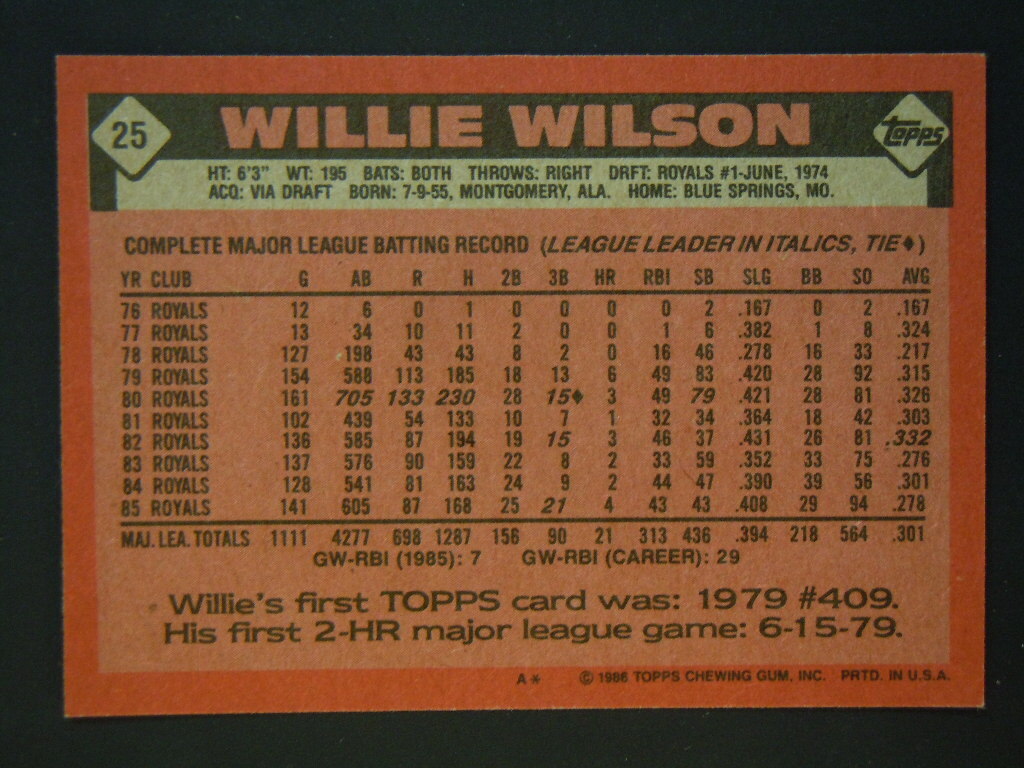 25 WILLIE WILSON topps
HT: 6'3" WT: 195 BATS: BOTH THROWS: RIGHT DRFT: ROYALS #1-JUNE, 1974
ACQ: VIA DRAFT BORN: 7-9-55, MONTGOMERY, ALA. HOME: BLUE SPRINGS, MO.
COMPLETE MAJOR LEAGUE BATTING RECORD (LEAGUE LEADER IN ITALICS, TIE♦)
YR CLUB G AB R H 2B 3B HR RBI SB SLG BB SO AVG
76 ROYALS 12 6 0 1 0 0 0 0 2 .167 0 2 .167
77 ROYALS 13 34 10 11 2 0 0 1 6 .382 1 8 .324
78 ROYALS 127 198 43 43 8 2 0 16 46 .278 16 33 .217
79 ROYALS 154 588 113 185 18 13 6 49 83 .420 28 92 .315
80 ROYALS 161 705 133 230 28 15♦ 3 49 79 .421 28 81 .326
81 ROYALS 102 439 54 133 10 7 1 32 34 .364 18 42 .303
82 ROYALS 136 585 87 194 19 15 3 46 37 .431 26 81 .332
83 ROYALS 137 576 90 159 22 8 2 33 59 .352 33 75 .276
84 ROYALS 128 541 81 163 24 9 2 44 47 .390 39 56 .301
85 ROYALS 141 605 87 168 25 21 4 43 43 .408 29 94 .278
MAJ. LEA. TOTALS 1111 4277 698 1287 156 90 21 313 436 .394 218 564 .301
GW-RBI (1985): 7 GW-RBI (CAREER): 29
Willie's first TOPPS card was: 1979 #409.
His first 2-HR major league game: 6-15-79.
A* © 1986 TOPPS CHEWING GUM, INC. PRTD. IN U.S.A.